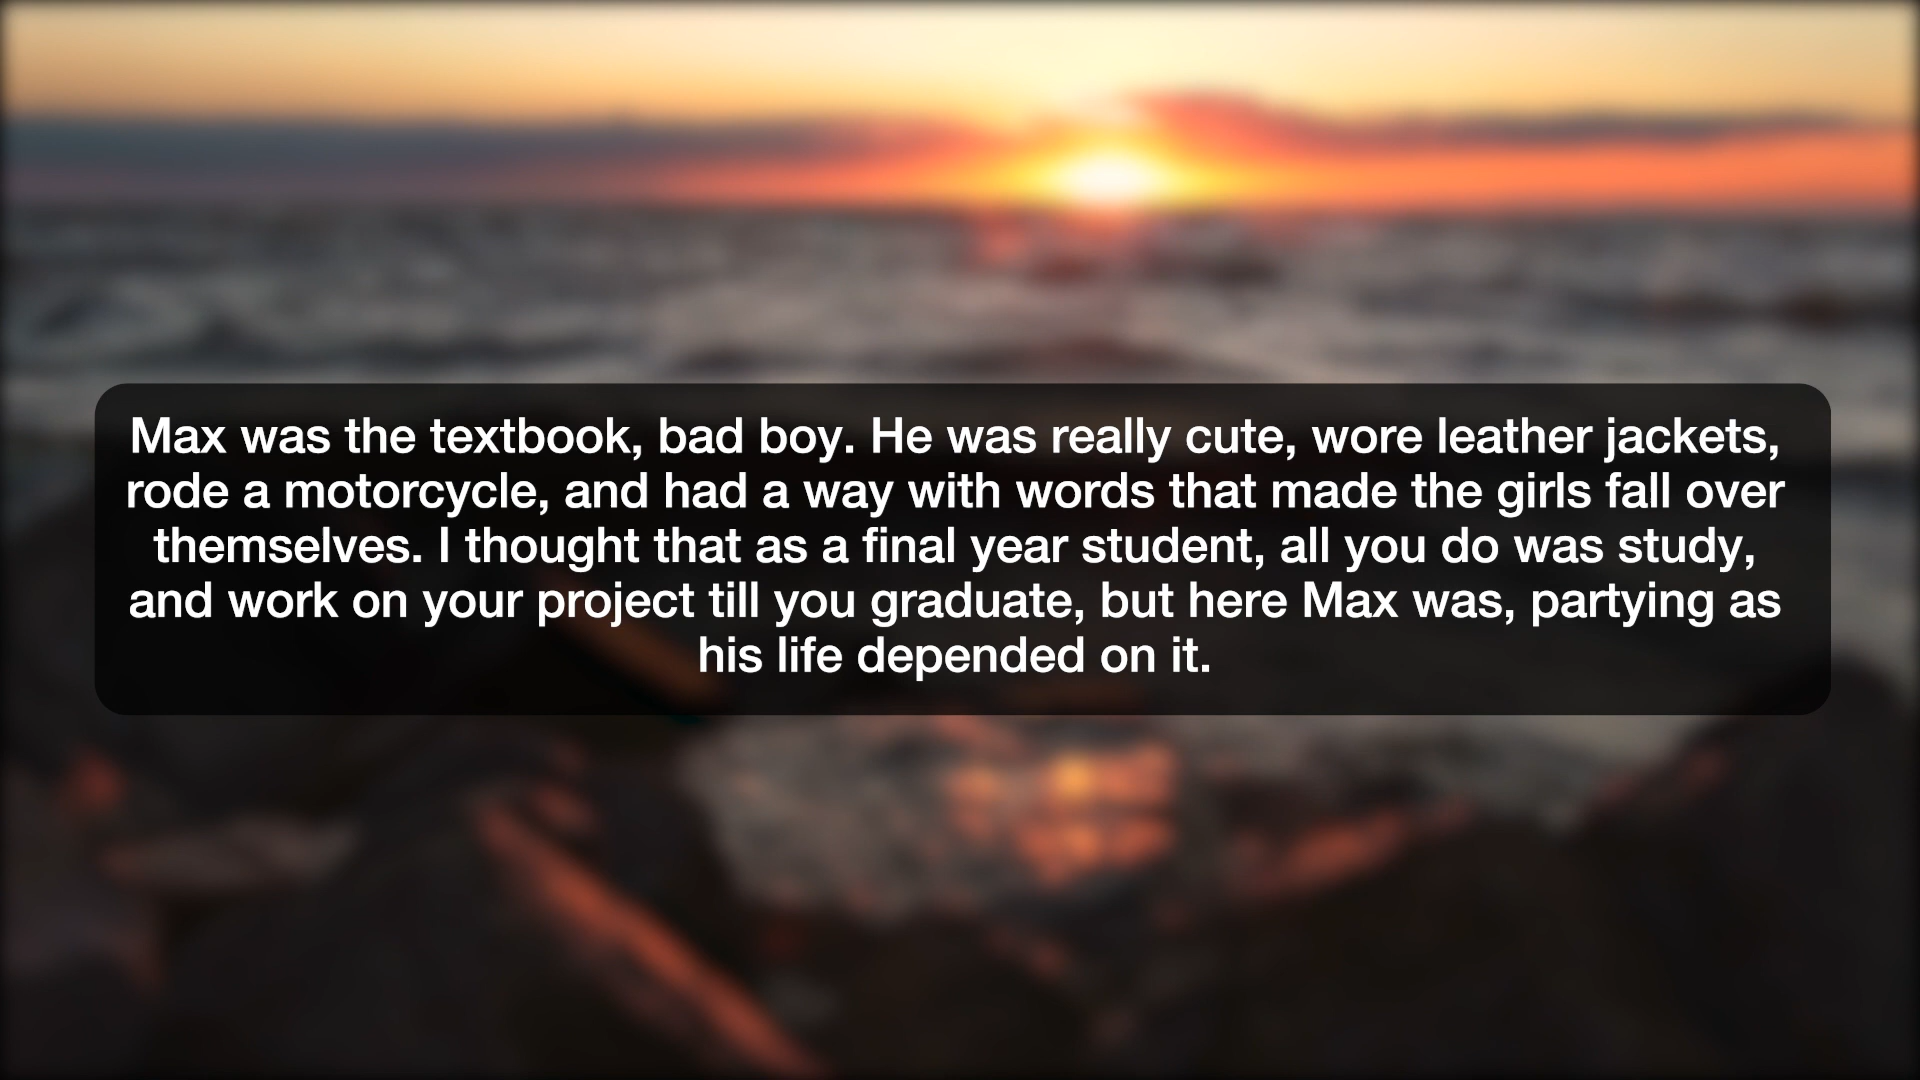 Max was the textbook, bad boy. He was really cute, wore leather jackets,
rode a motorcycle, and had a way with words that made the girls fall over
themselves. I thought that as a final year student, all you do was study,
and work on your project till you graduate, but here Max was, partying as
his life depended on it.